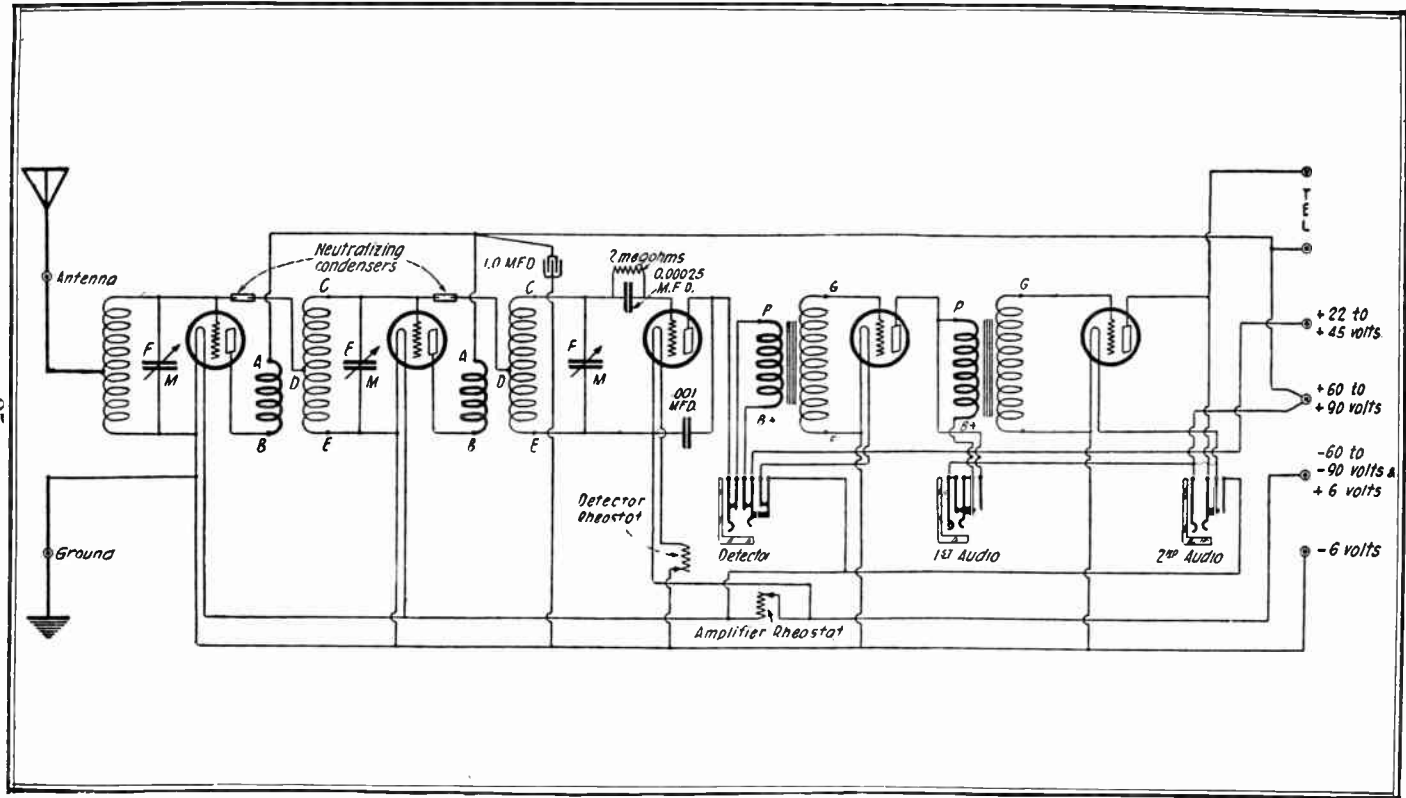 Antenna
Ground
Neutralizing
condensers
1.0 MFD
2 megohms
0.00025
M.F.D.
F
M
A
B
C
D
E
F
M
A
B
C
D
E
F
M
.001
MFD.
P
B+
G
F
P
B+
G
Detector
Rheostat
Detector
1ST Audio
2ND Audio
Amplifier Rheostat
TEL
+22 to
+45 volts
+60 to
+90 volts
-60 to
-90 volts &
+6 volts
-6 volts